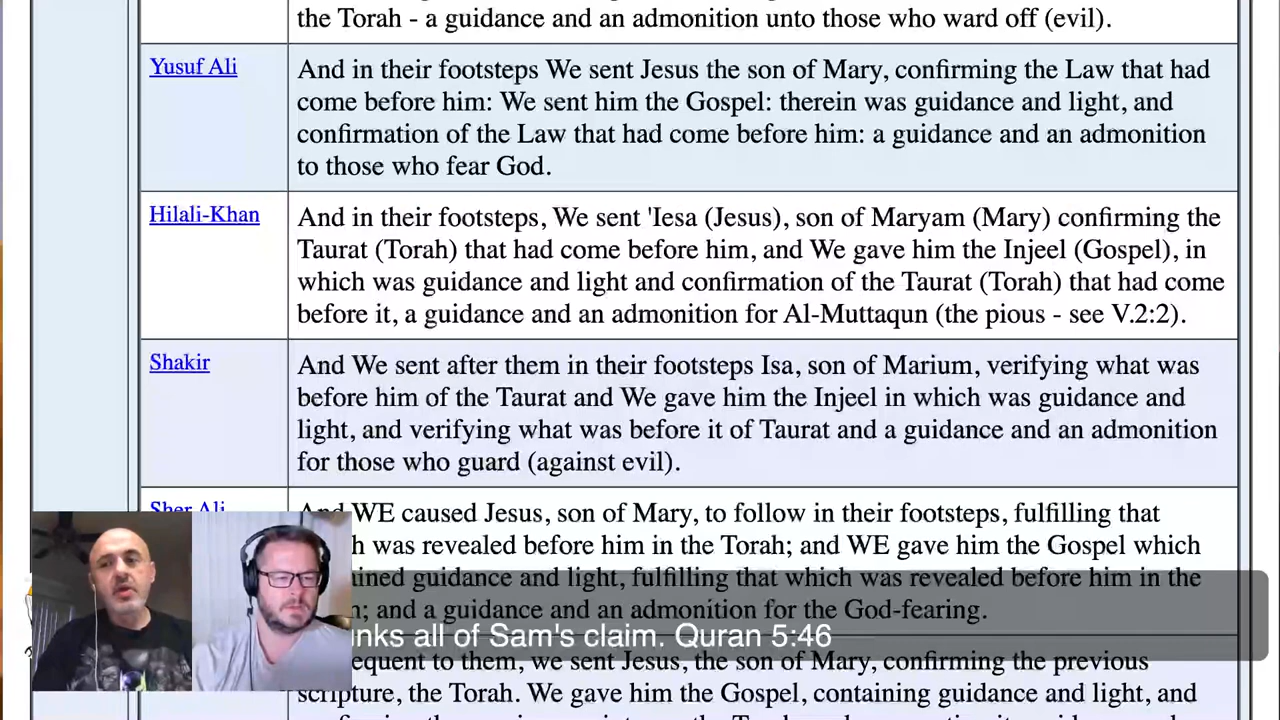 the Torah - a guidance and an admonition unto those who ward off (evil).
Yusuf Ali
And in their footsteps We sent Jesus the son of Mary, confirming the Law that had
come before him: We sent him the Gospel: therein was guidance and light, and
confirmation of the Law that had come before him: a guidance and an admonition
to those who fear God.
Hilali-Khan
And in their footsteps, We sent 'Iesa (Jesus), son of Maryam (Mary) confirming the
Taurat (Torah) that had come before him, and We gave him the Injeel (Gospel), in
which was guidance and light and confirmation of the Taurat (Torah) that had come
before it, a guidance and an admonition for Al-Muttaqun (the pious - see V.2:2).
Shakir
And We sent after them in their footsteps Isa, son of Marium, verifying what was
before him of the Taurat and We gave him the Injeel in which was guidance and
light, and verifying what was before it of Taurat and a guidance and an admonition
for those who guard (against evil).
Sher Ali
And WE caused Jesus, son of Mary, to follow in their footsteps, fulfilling that
was revealed before him in the Torah; and WE gave him the Gospel which
guidance and light, fulfilling that which was revealed before him in the
and a guidance and an admonition for the God-fearing.
all of Sam's claim. Quran 5:46
to them, we sent Jesus, the son of Mary, confirming the previous
scripture, the Torah. We gave him the Gospel, containing guidance and light, and